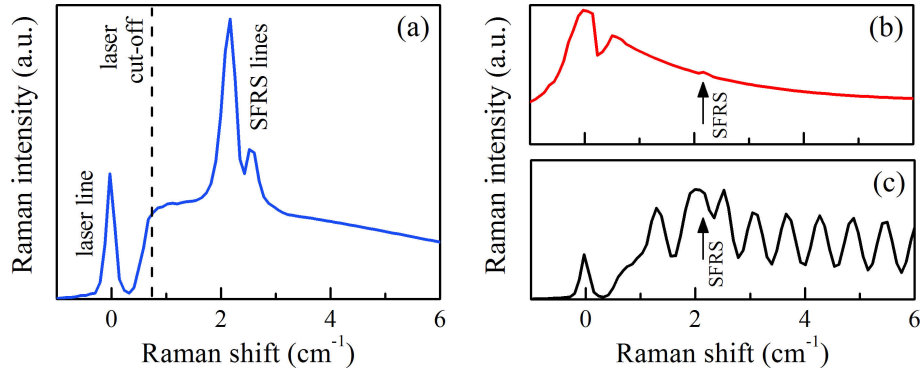 Raman intensity (a.u.)
laser line
laser
cut-off
SFRS lines
(a)
0
2
4
6
Raman shift (cm⁻¹)
Raman intensity (a.u.)
(b)
SFRS
(c)
SFRS
0
2
4
6
Raman shift (cm⁻¹)